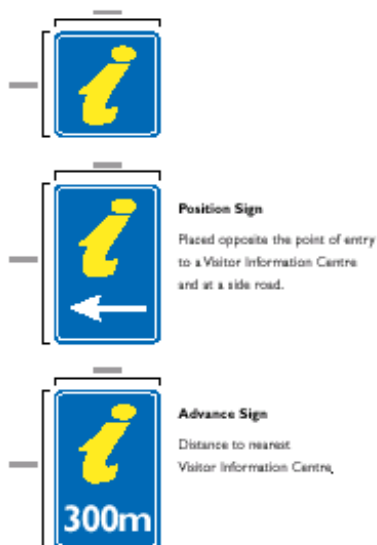 i
i
Position Sign
Placed opposite the point of entry
to a Visitor Information Centre
and at a side road.
i
300m
Advance Sign
Distance to nearest
Visitor Information Centre.